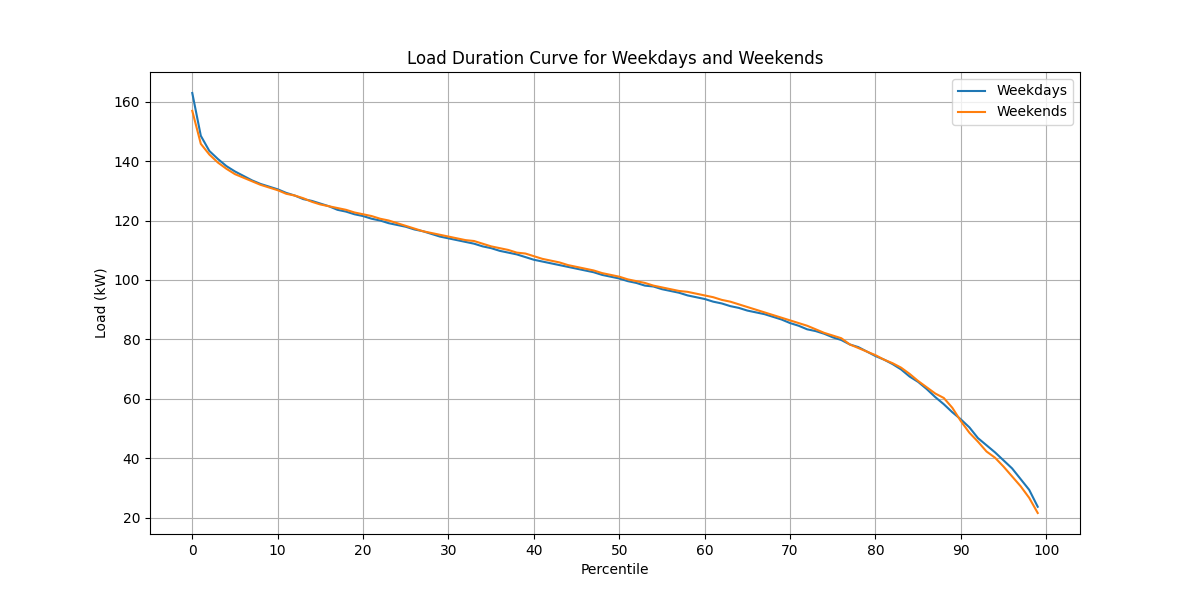 Load Duration Curve for Weekdays and Weekends
Weekdays
Weekends
Load (kW)
160
140
120
100
80
60
40
20
0 10 20 30 40 50 60 70 80 90 100
Percentile